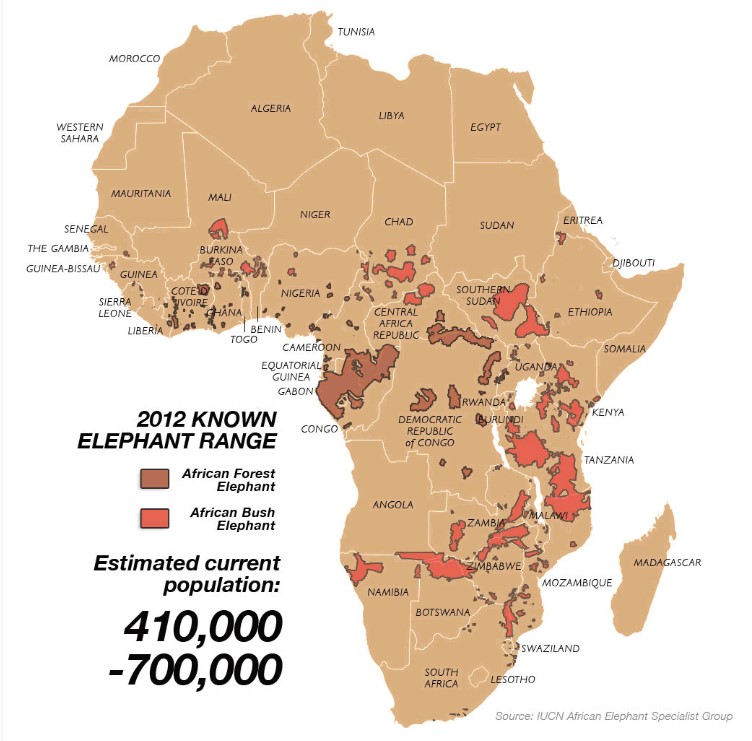 TUNISIA
MOROCCO
ALGERIA
LIBYA
EGYPT
WESTERN
SAHARA
MAURITANIA
MALI
NIGER
CHAD
SUDAN
ERITREA
SENEGAL
THE GAMBIA
GUINEA-BISSAU
GUINEA
BURKINA
FASO
DJIBOUTI
SIERRA
LEONE
COTE D'
IVOIRE
GHANA
NIGERIA
SOUTHERN
SUDAN
ETHIOPIA
LIBERIA
TOGO
BENIN
CENTRAL
AFRICA
REPUBLIC
SOMALIA
CAMEROON
EQUATORIAL
GUINEA
GABON
UGANDA
KENYA
RWANDA
BURUNDI
CONGO
DEMOCRATIC
REPUBLIC
of CONGO
TANZANIA
2012 KNOWN
ELEPHANT RANGE
African Forest
Elephant
African Bush
Elephant
ANGOLA
ZAMBIA
MALAWI
Estimated current
population:
410,000
-700,000
ZIMBABWE
MOZAMBIQUE
MADAGASCAR
NAMIBIA
BOTSWANA
SWAZILAND
SOUTH
AFRICA
LESOTHO
Source: IUCN African Elephant Specialist Group